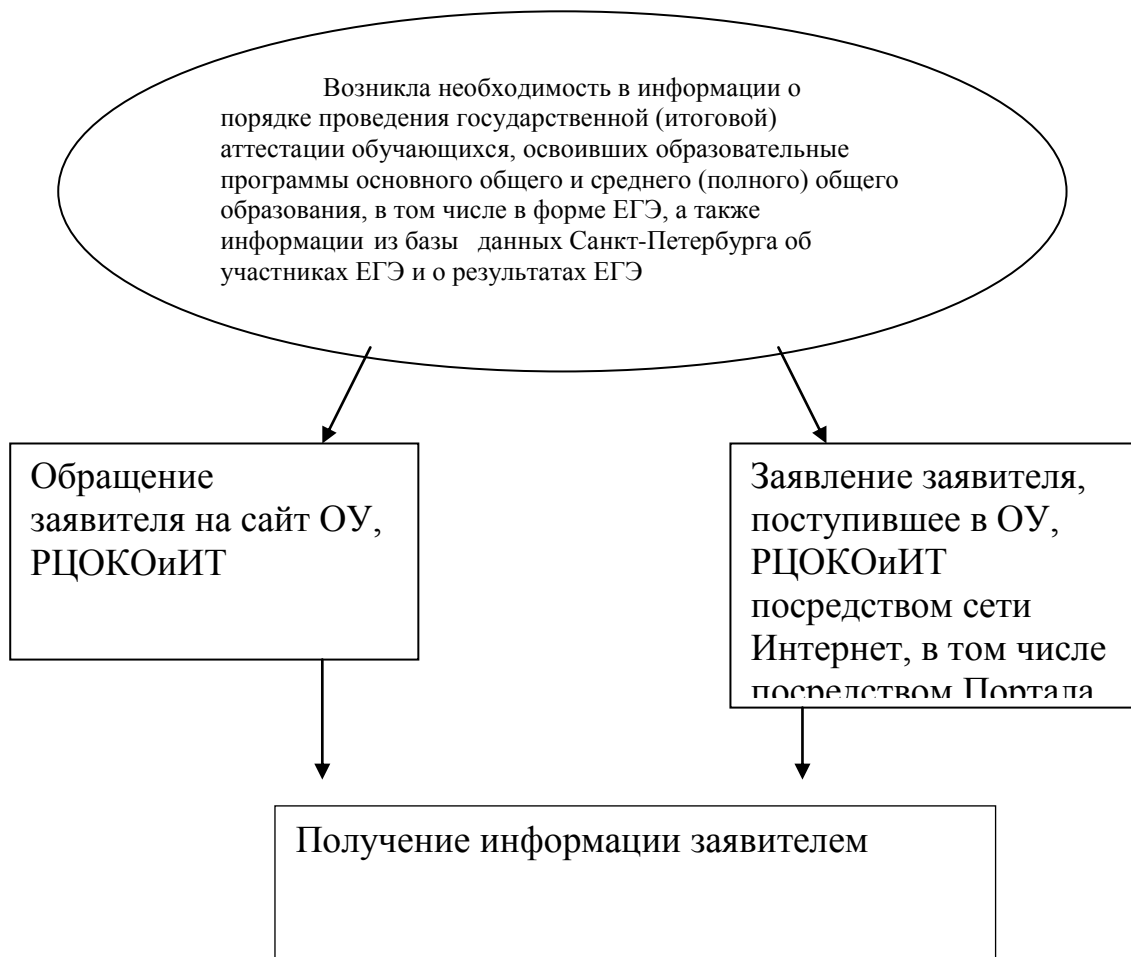 Возникла необходимость в информации о
порядке проведения государственной (итоговой)
аттестации обучающихся, освоивших образовательные
программы основного общего и среднего (полного) общего
образования, в том числе в форме ЕГЭ, а также
информации из базы данных Санкт-Петербурга об
участниках ЕГЭ и о результатах ЕГЭ
Обращение
заявителя на сайт ОУ,
РЦОКОиИТ
Заявление заявителя,
поступившее в ОУ,
РЦОКОиИТ
посредством сети
Интернет, в том числе
посредством Портала
Получение информации заявителем